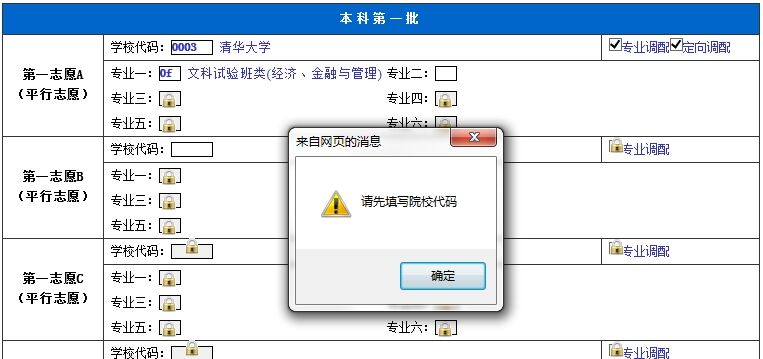 本科第一批
第一志愿A
（平行志愿）
学校代码：0003 清华大学 专业调配 定向调配
专业一：0f 文科试验班类(经济、金融与管理) 专业二：
专业三： 专业四：
专业五： 专业六：
第一志愿B
（平行志愿）
学校代码： 专业调配
专业一：
专业三：
专业五：
来自网页的消息
请先填写院校代码
确定
第一志愿C
（平行志愿）
学校代码： 专业调配
专业一：
专业三：
专业五： 专业六：
学校代码： 专业调配